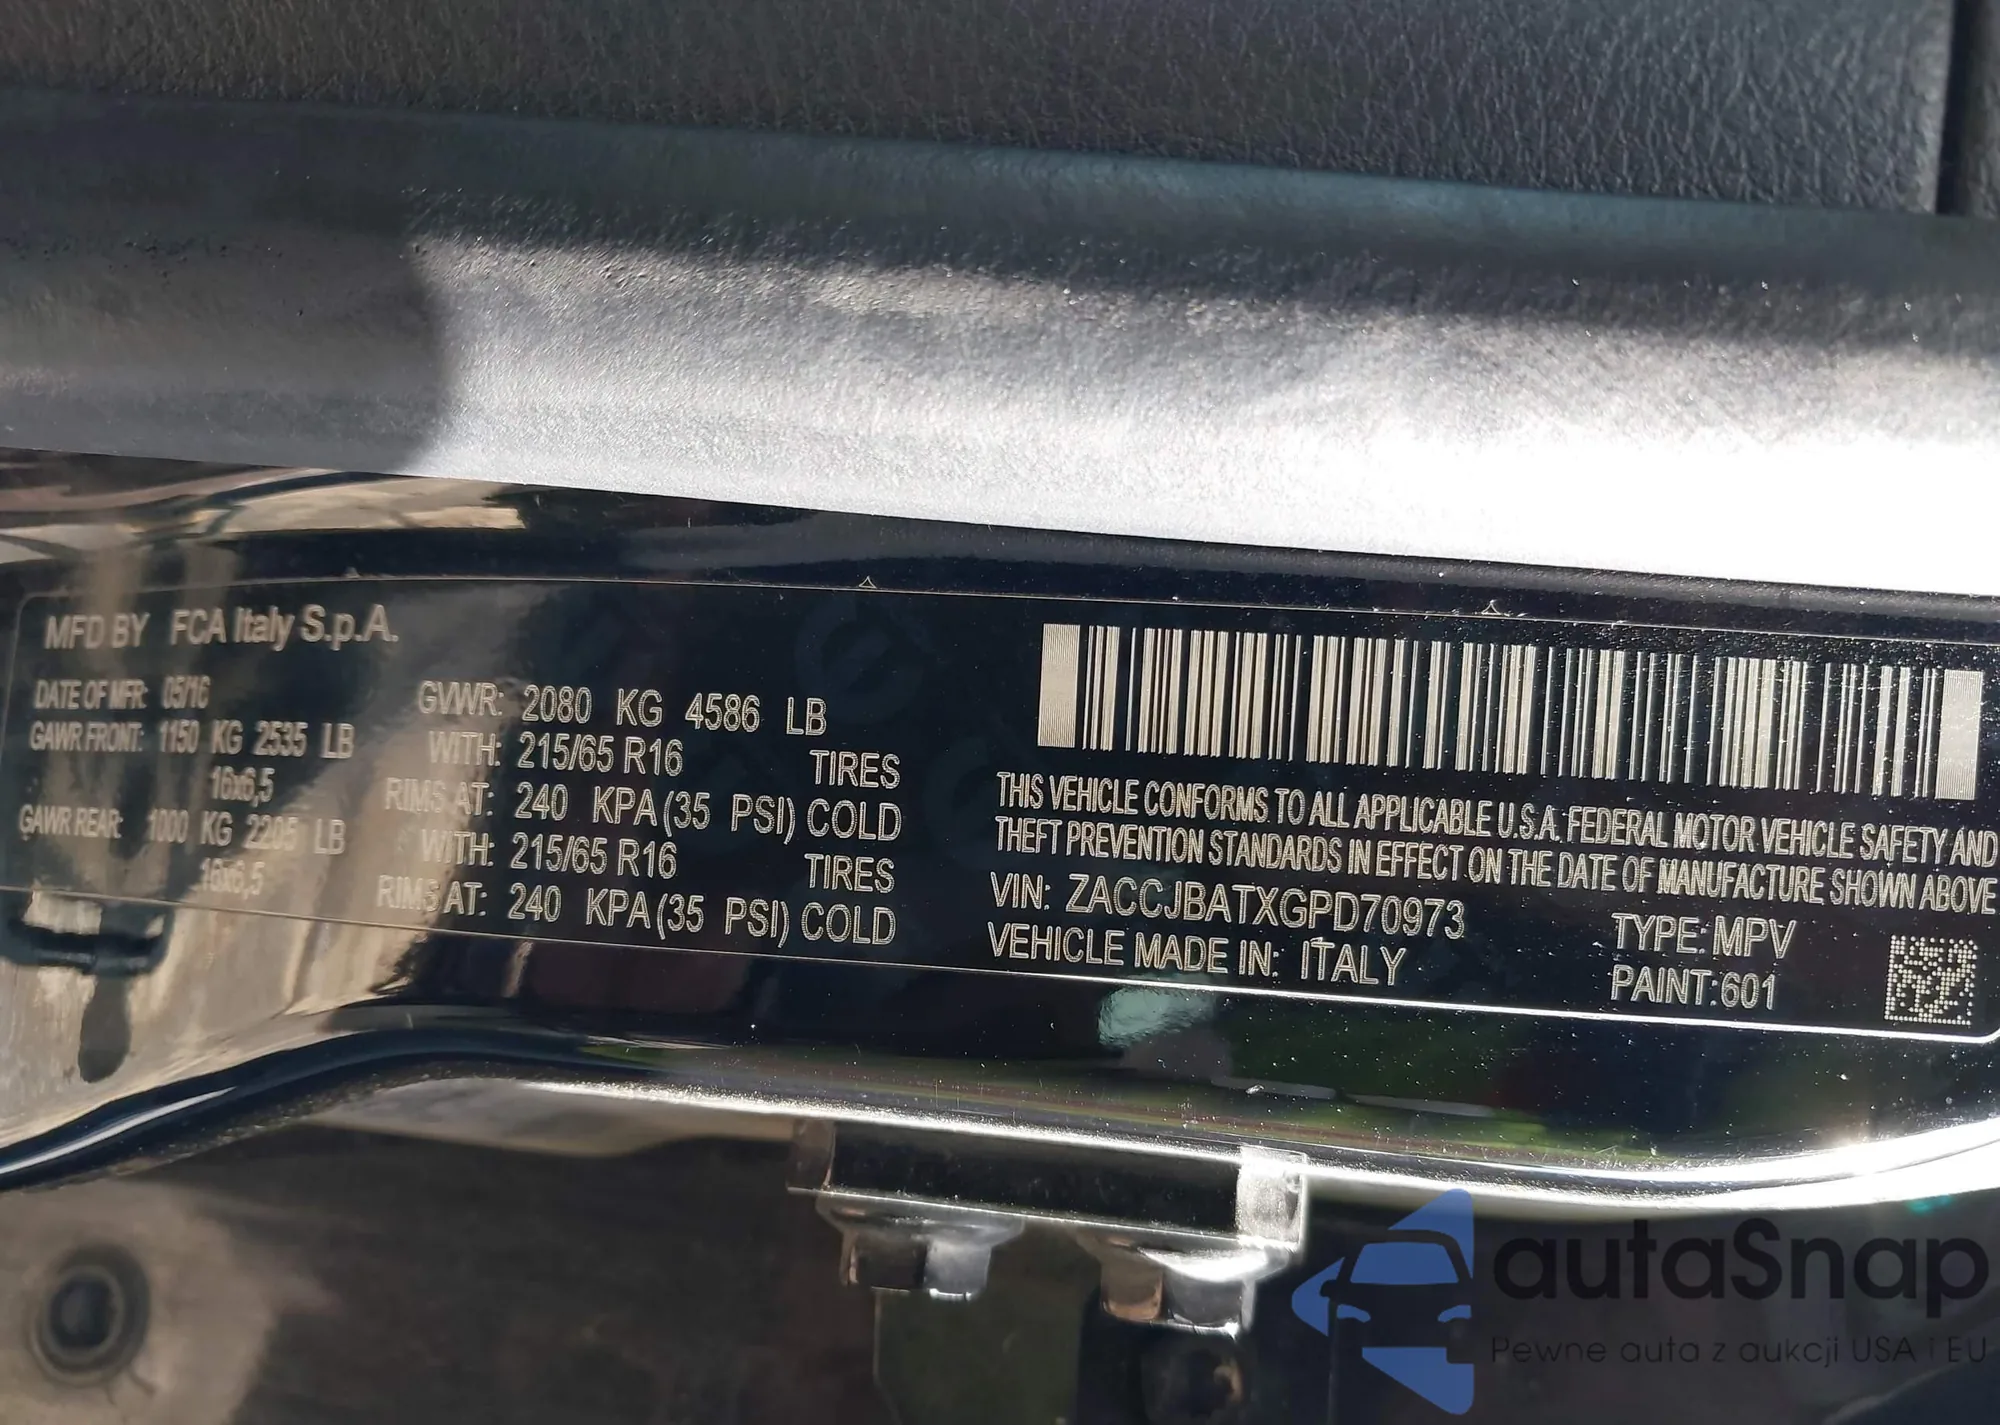 MFD BY FCA Italy S.p.A.
DATE OF MFR: 05/16
GVWR: 2080 KG 4586 LB
GAWR FRONT: 1150 KG 2535 LB
WITH: 215/65 R16 TIRES
16x6,5
RIMS AT: 240 KPA (35 PSI) COLD
GAWR REAR: 1000 KG 2205 LB
WITH: 215/65 R16 TIRES
16x6,5
RIMS AT: 240 KPA (35 PSI) COLD
THIS VEHICLE CONFORMS TO ALL APPLICABLE U.S.A. FEDERAL MOTOR VEHICLE SAFETY AND
THEFT PREVENTION STANDARDS IN EFFECT ON THE DATE OF MANUFACTURE SHOWN ABOVE
VIN: ZACCJBATXGPD70973
TYPE: MPV
VEHICLE MADE IN: ITALY
PAINT: 601
autaSnap
Pewne auta z aukcji USA i EU